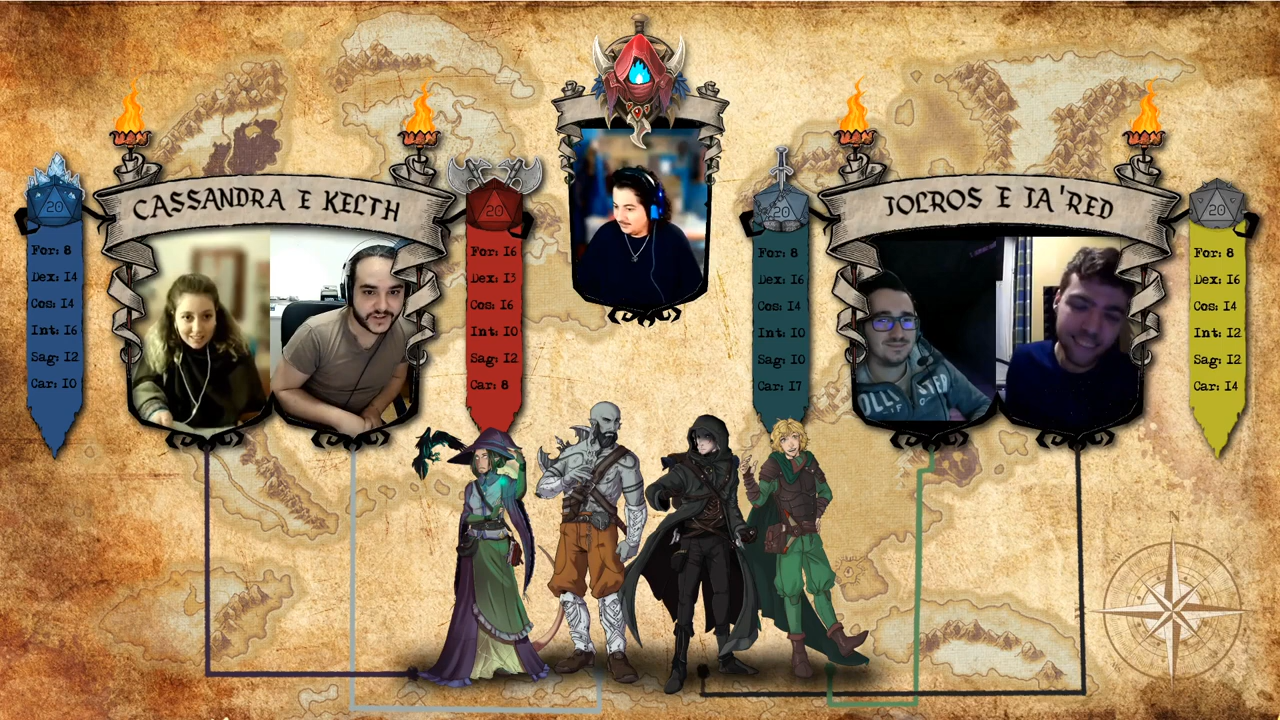 CASSANDRA E KELTH
JOLROS E JA'RED
20
For: 8
Dex: 14
Cos: 14
Int: 16
Sag: 12
Car: 10
20
For: 16
Dex: 13
Cos: 16
Int: 10
Sag: 12
Car: 8
20
For: 8
Dex: 16
Cos: 14
Int: 10
Sag: 10
Car: 17
20
For: 8
Dex: 16
Cos: 14
Int: 12
Sag: 12
Car: 14
N